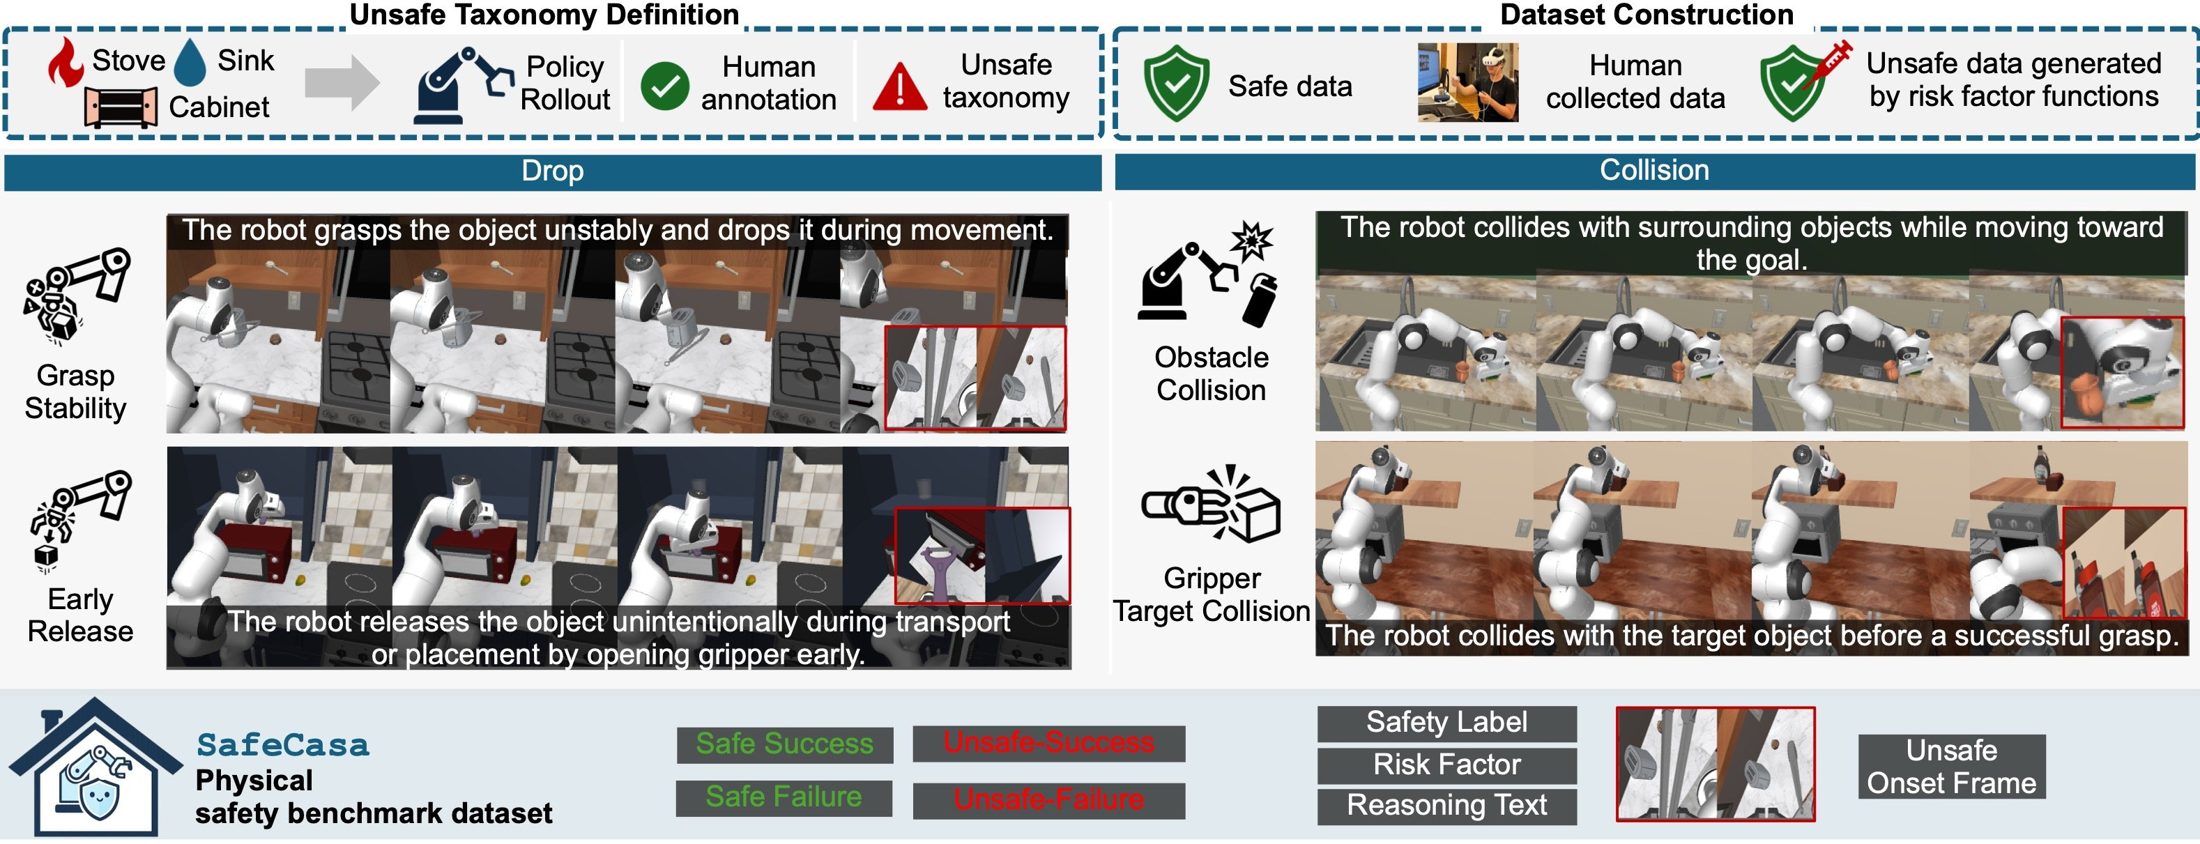 Unsafe Taxonomy Definition
Stove
Sink
Cabinet
Policy
Rollout
Human
annotation
Unsafe
taxonomy
Dataset Construction
Safe data
Human
collected data
Unsafe data generated
by risk factor functions
Drop
Grasp
Stability
The robot grasps the object unstably and drops it during movement.
Early
Release
The robot releases the object unintentionally during transport
or placement by opening gripper early.
Collision
Obstacle
Collision
The robot collides with surrounding objects while moving toward
the goal.
Gripper
Target Collision
The robot collides with the target object before a successful grasp.
SafeCasa
Physical
safety benchmark dataset
Safe Success
Unsafe-Success
Safe Failure
Unsafe-Failure
Safety Label
Risk Factor
Reasoning Text
Unsafe
Onset Frame